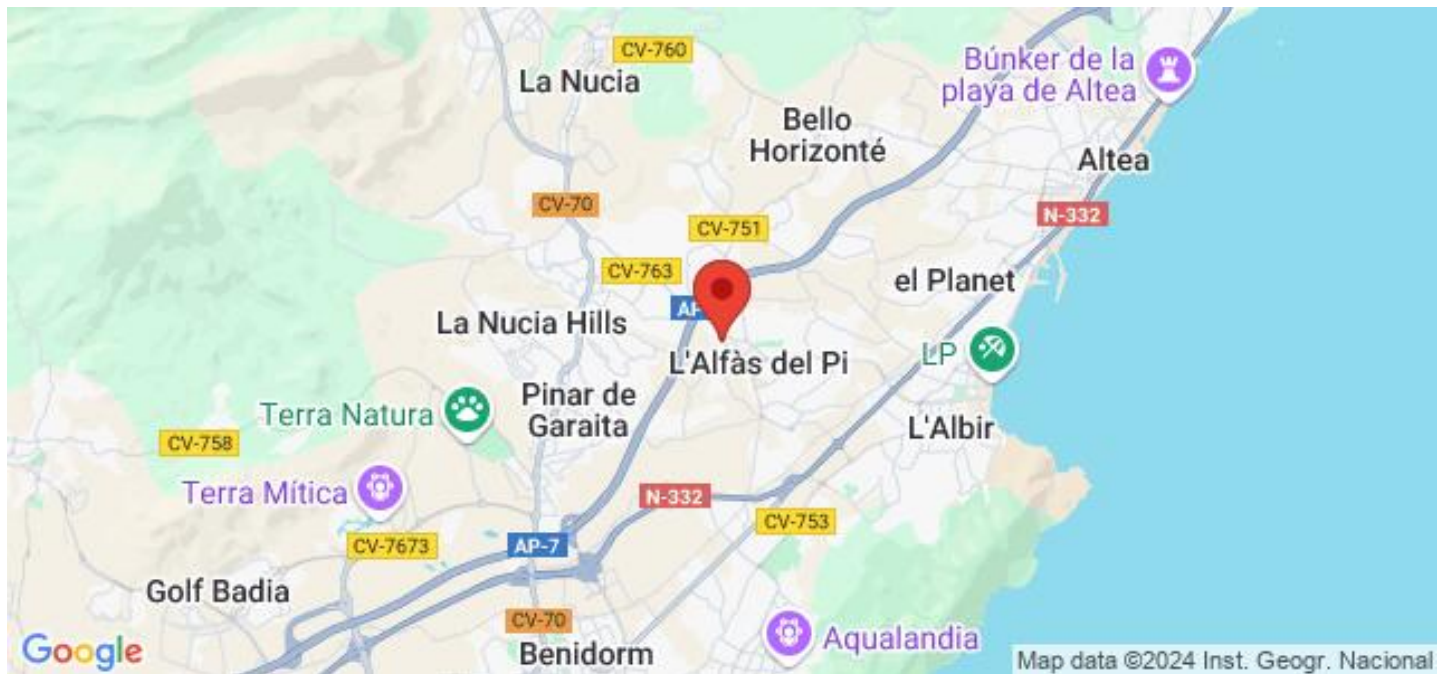 CV-760
La Nucia
Búnker de la
playa de Altea
Bello
Horizonté
Altea
CV-70
N-332
CV-751
CV-763
el Planet
La Nucia Hills
L'Alfàs del Pi
LP
Pinar de
Garaita
Terra Natura
L'Albir
CV-758
Terra Mítica
N-332
CV-753
CV-7673
AP-7
Golf Badia
CV-70
Benidorm
Aqualandia
Google
Map data ©2024 Inst. Geogr. Nacional